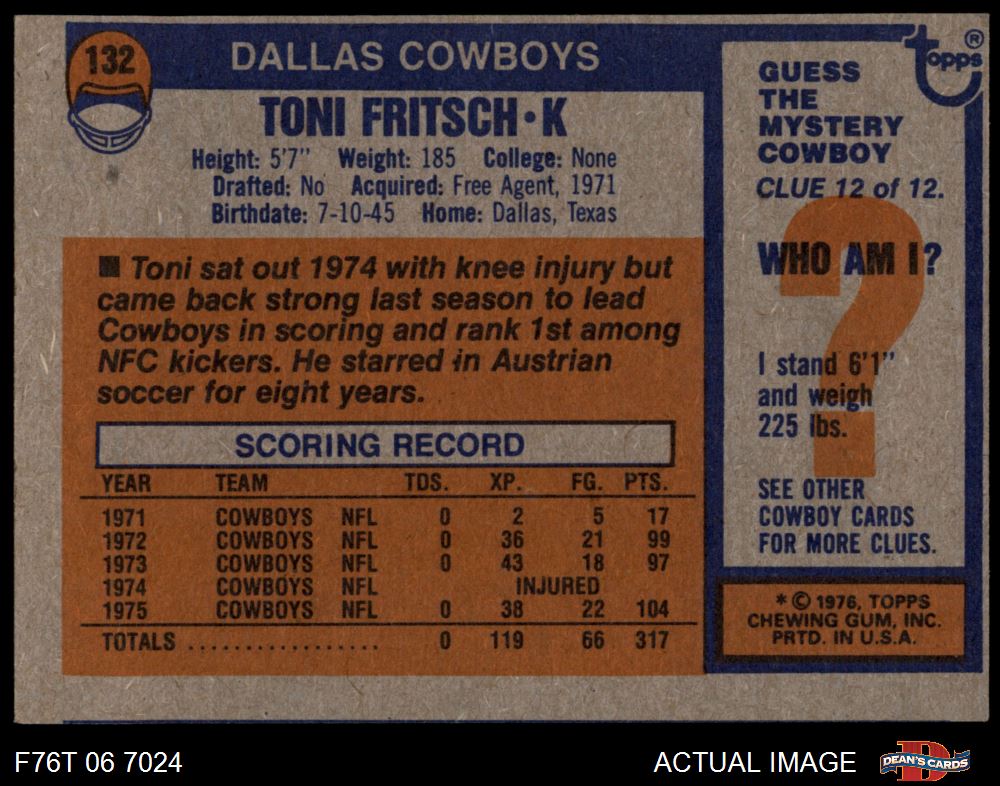 132
DALLAS COWBOYS
TONI FRITSCH • K
Height: 5'7" Weight: 185 College: None
Drafted: No Acquired: Free Agent, 1971
Birthdate: 7-10-45 Home: Dallas, Texas
■ Toni sat out 1974 with knee injury but
came back strong last season to lead
Cowboys in scoring and rank 1st among
NFC kickers. He starred in Austrian
soccer for eight years.
SCORING RECORD
YEAR TEAM TDS. XP. FG. PTS.
1971 COWBOYS NFL 0 2 5 17
1972 COWBOYS NFL 0 36 21 99
1973 COWBOYS NFL 0 43 18 97
1974 COWBOYS NFL INJURED
1975 COWBOYS NFL 0 38 22 104
TOTALS ................. 0 119 66 317
topps ®
GUESS
THE
MYSTERY
COWBOY
CLUE 12 of 12.
?
WHO AM I?
I stand 6'1"
and weigh
225 lbs.
SEE OTHER
COWBOY CARDS
FOR MORE CLUES.
* © 1976, TOPPS
CHEWING GUM, INC.
PRTD. IN U.S.A.
F76T 06 7024
ACTUAL IMAGE
D
DEAN'S CARDS